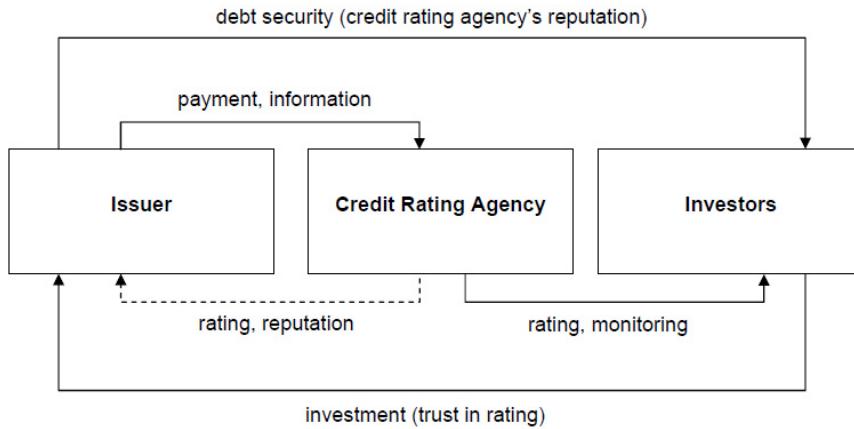 debt security (credit rating agency’s reputation)
payment, information
Issuer
Credit Rating Agency
Investors
rating, reputation
rating, monitoring
investment (trust in rating)